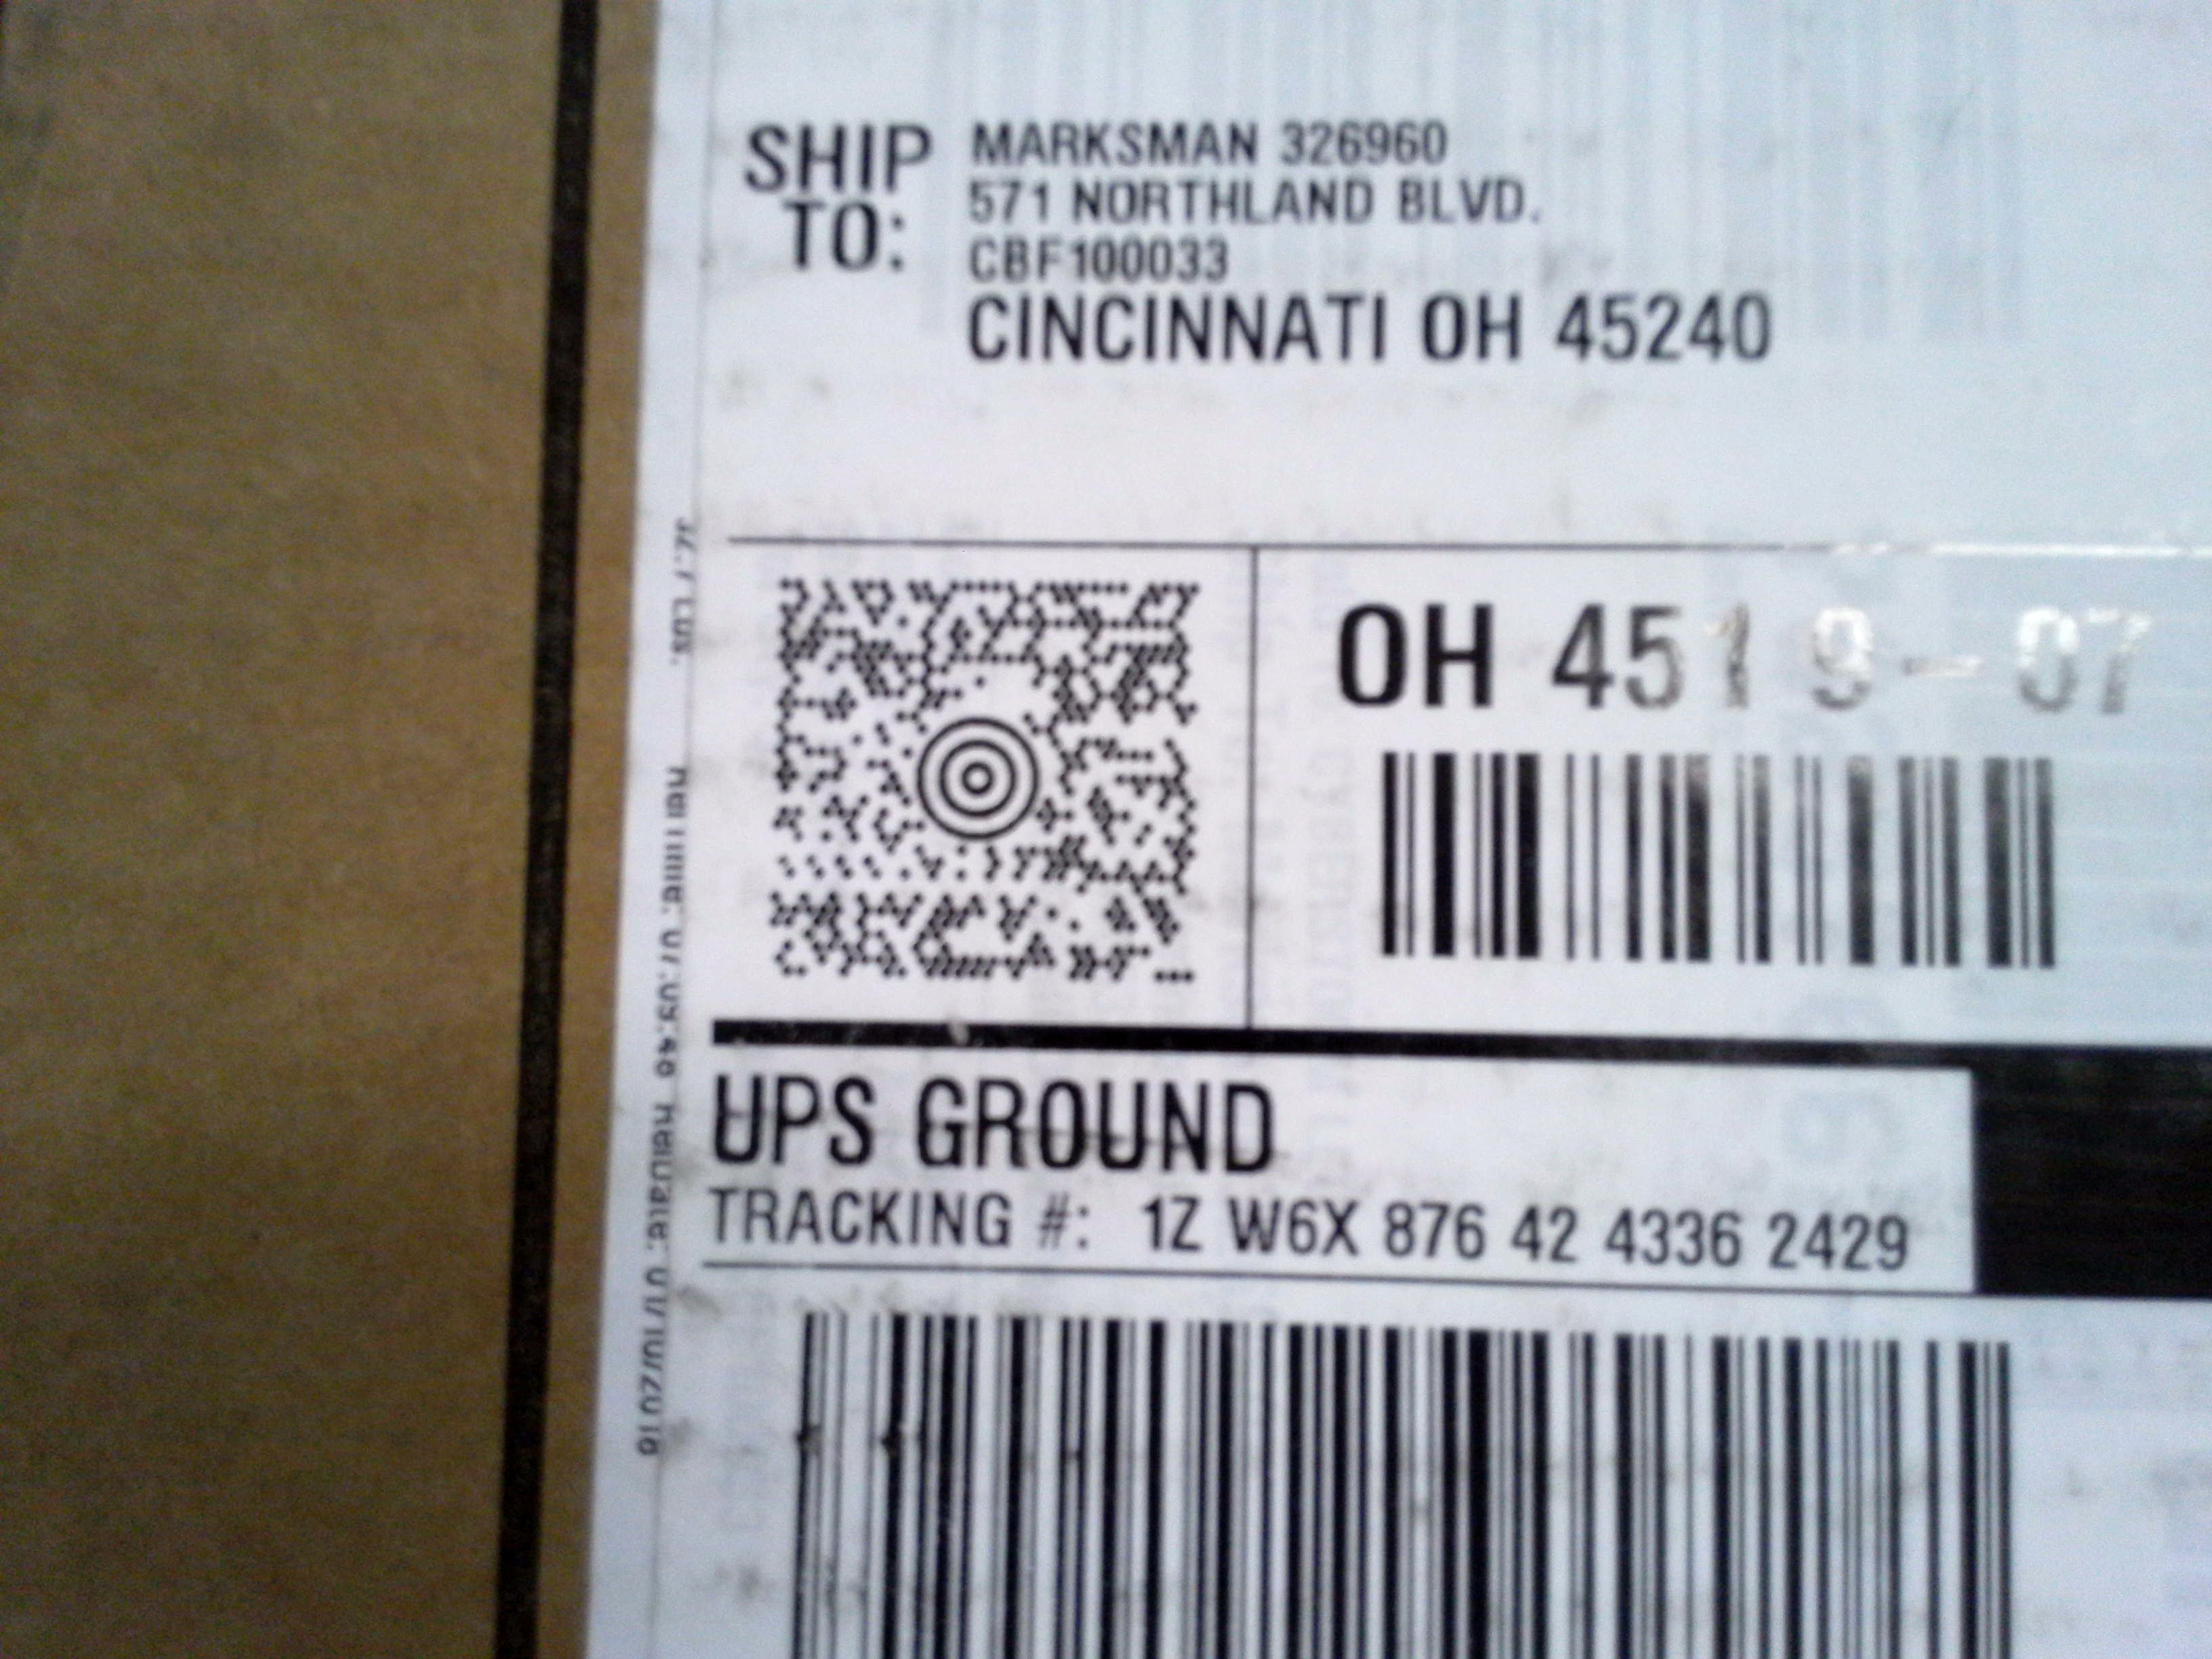 SHIP TO:
MARKSMAN 326960
571 NORTHLAND BLVD.
CBF100033
CINCINNATI OH 45240
OH 451 9-07
UPS GROUND
TRACKING #: 1Z W6X 876 42 4336 2429